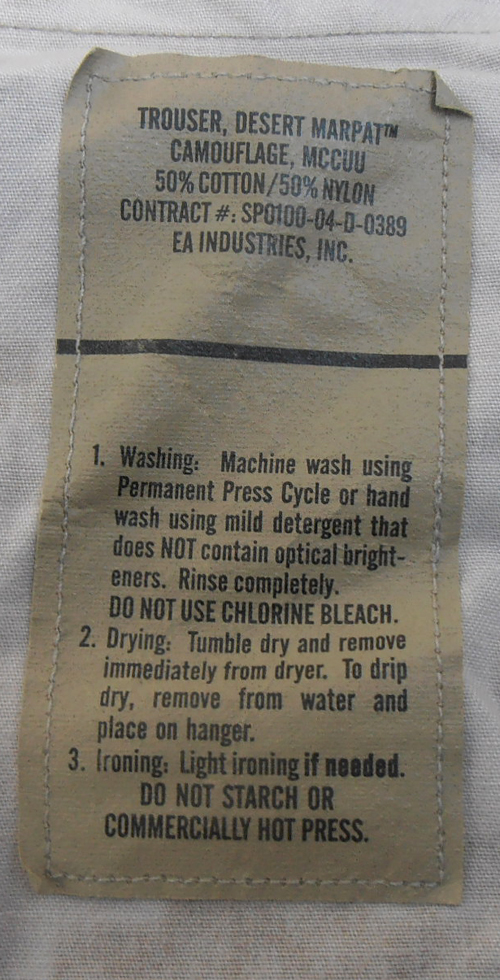 TROUSER, DESERT MARPAT™
CAMOUFLAGE, MCCUU
50% COTTON/50% NYLON
CONTRACT #: SPO100-04-D-0389
EA INDUSTRIES, INC.
1. Washing: Machine wash using
Permanent Press Cycle or hand
wash using mild detergent that
does NOT contain optical bright-
eners. Rinse completely.
DO NOT USE CHLORINE BLEACH.
2. Drying: Tumble dry and remove
immediately from dryer. To drip
dry, remove from water and
place on hanger.
3. Ironing: Light ironing if needed.
DO NOT STARCH OR
COMMERCIALLY HOT PRESS.